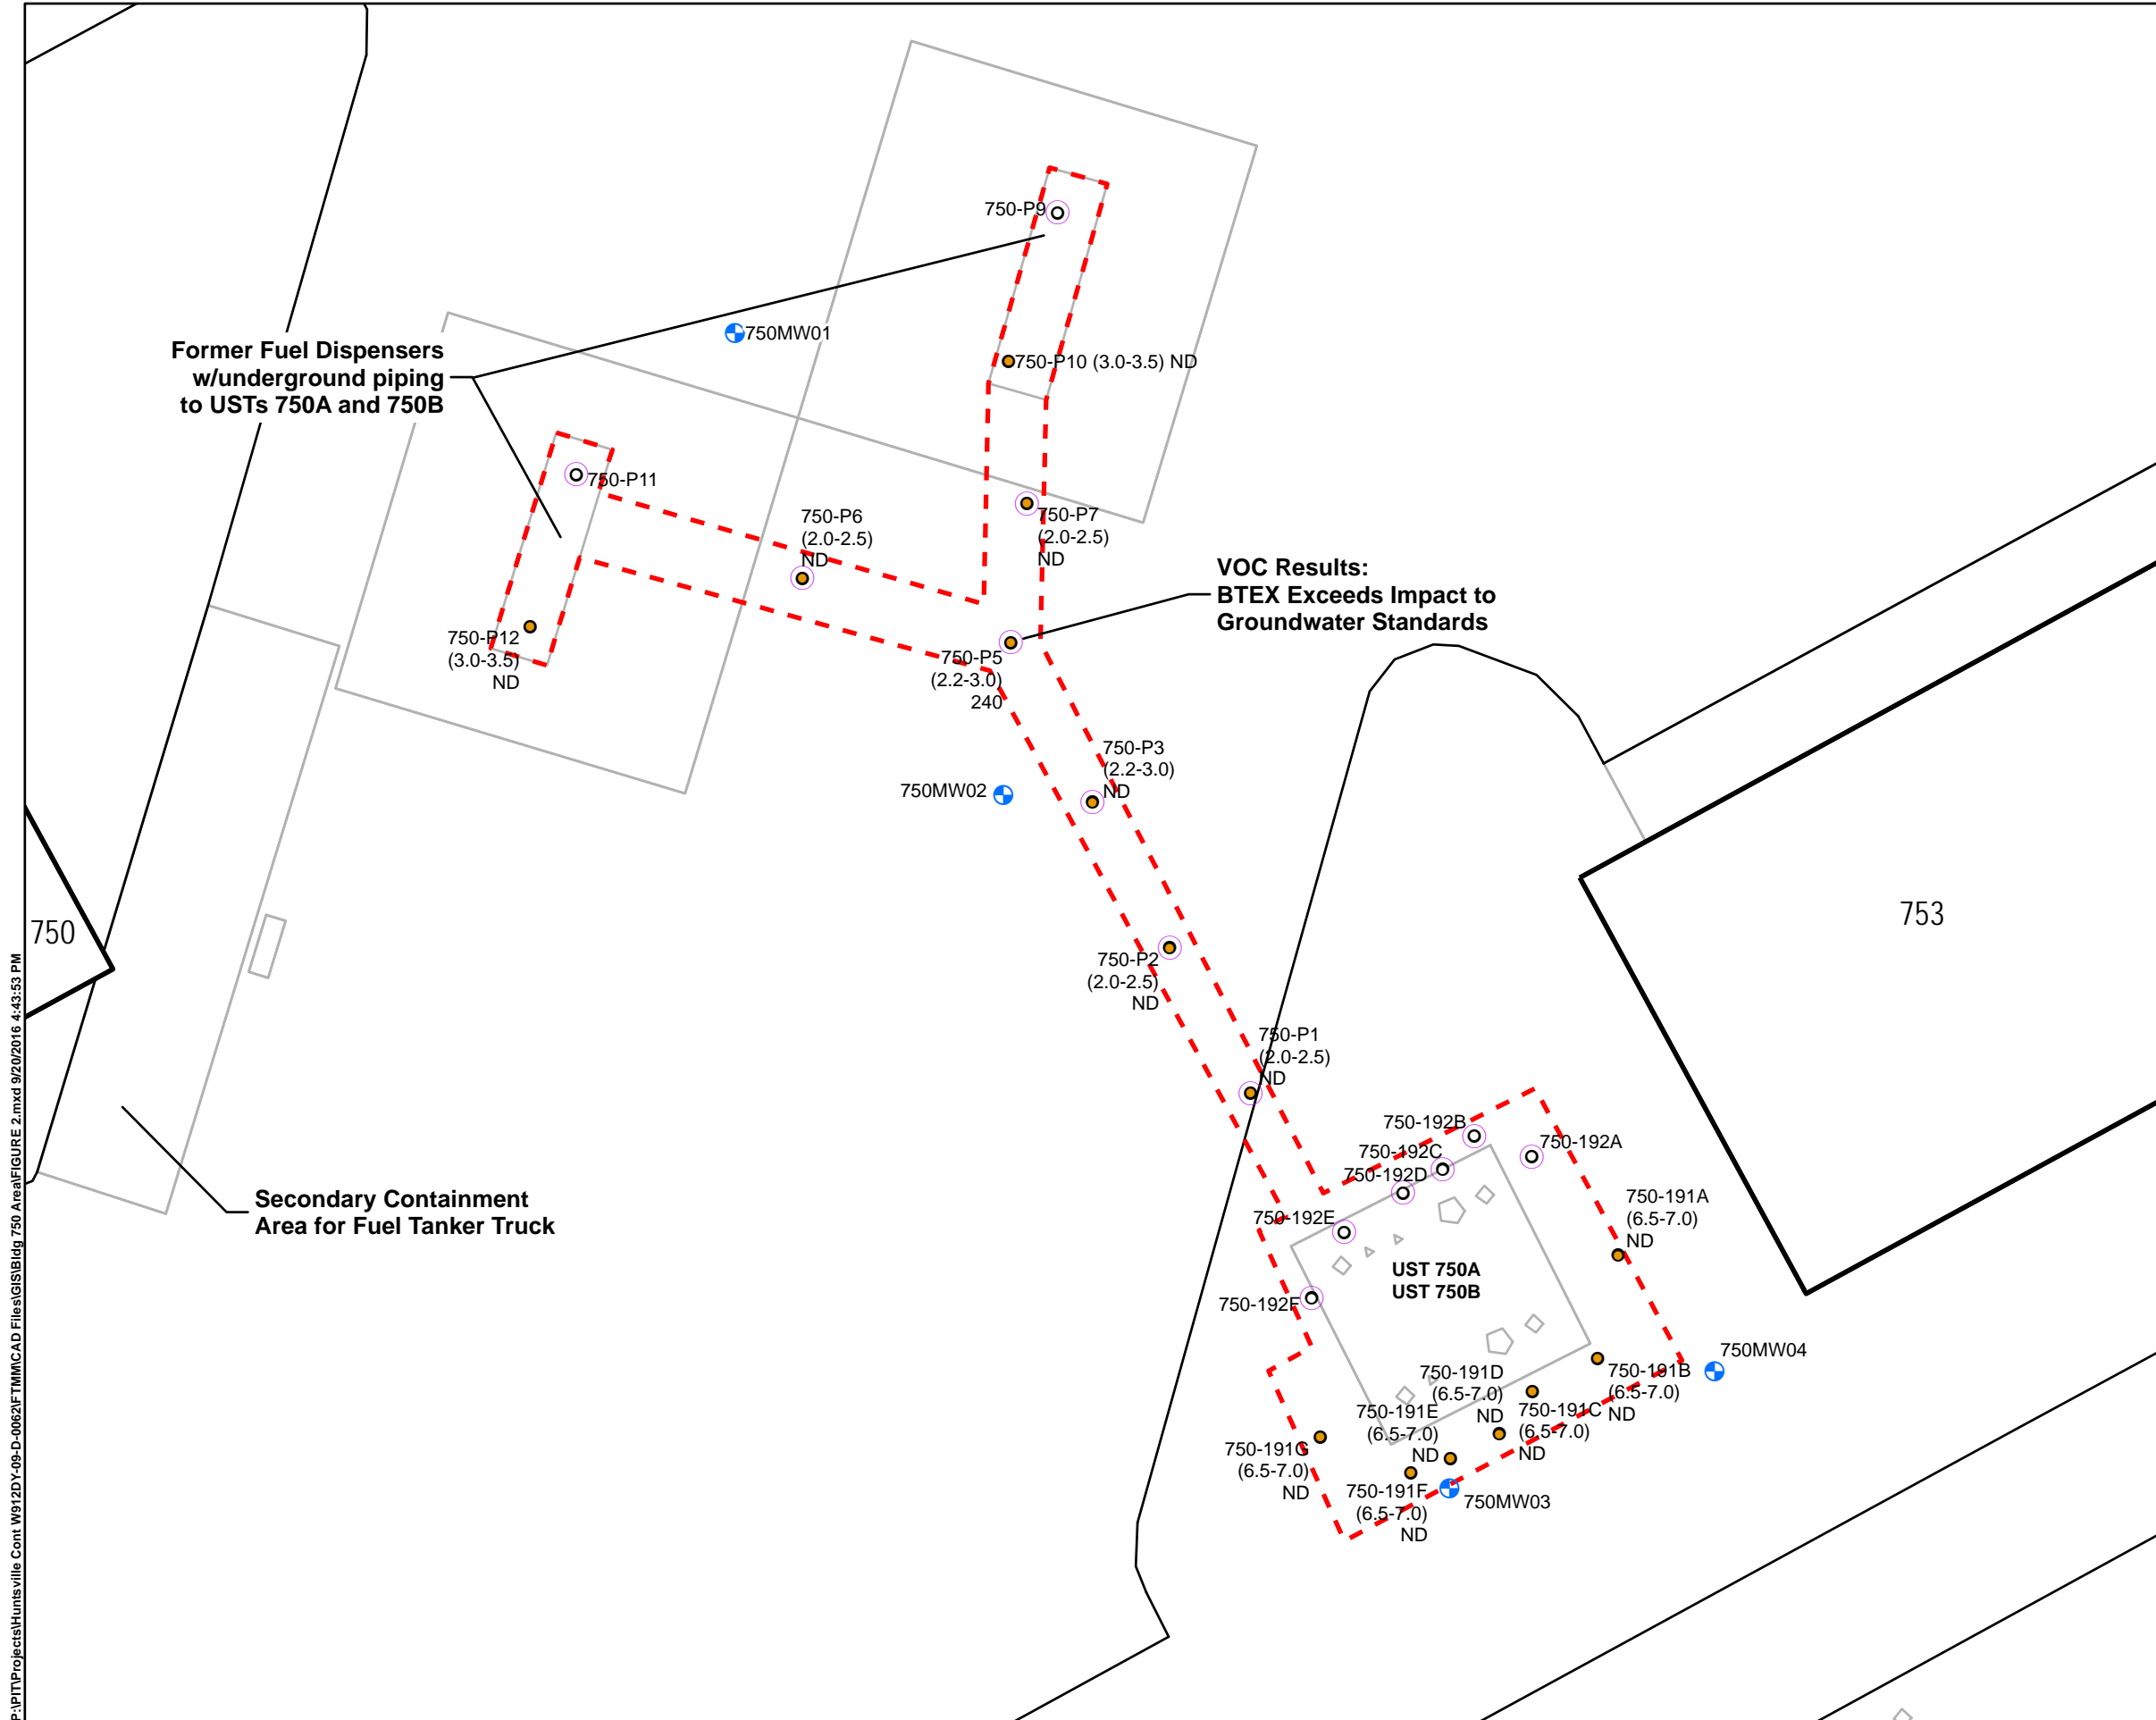 750-P9
750MW01
Former Fuel Dispensers
w/underground piping
to USTs 750A and 750B
750-P10 (3.0-3.5) ND
750-P11
750-P6
(2.0-2.5)
ND
750-P7
(2.0-2.5)
ND
VOC Results:
BTEX Exceeds Impact to
Groundwater Standards
750-P12
(3.0-3.5)
ND
750-P5
(2.2-3.0)
240
750-P3
(2.2-3.0)
ND
750MW02
753
750
750-P2
(2.0-2.5)
ND
750-P1
(2.0-2.5)
ND
750-192B
750-192A
750-192C
750-192D
750-191A
(6.5-7.0)
ND
Secondary Containment
Area for Fuel Tanker Truck
750-192E
UST 750A
UST 750B
750-192F
750MW04
750-191D
(6.5-7.0)
ND
750-191B
(6.5-7.0)
ND
750-191E
(6.5-7.0)
ND
750-191C
(6.5-7.0)
ND
750-191G
(6.5-7.0)
ND
750-191F
(6.5-7.0)
ND
750MW03
P:\PIT\Projects\Huntsville Cont W912DY-09-D-0062\FTMM\CAD Files\GIS\Bldg 750 Area\FIGURE 2.mxd 9/20/2016 4:43:53 PM